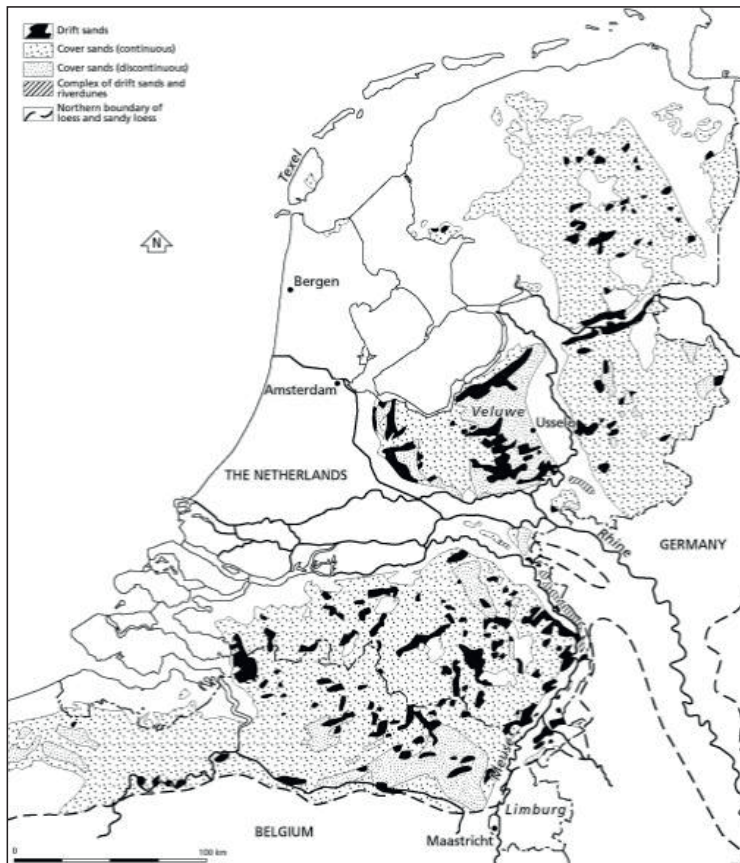 Drift sands
Cover sands (continuous)
Cover sands (discontinuous)
Complex of drift sands and
riverdunes
Northern boundary of
loess and sandy loess
Texel
N
Bergen
Amsterdam
Veluwe
Usselo
THE NETHERLANDS
Rhine
GERMANY
Meuse
Limburg
BELGIUM
Maastricht
0 100 km